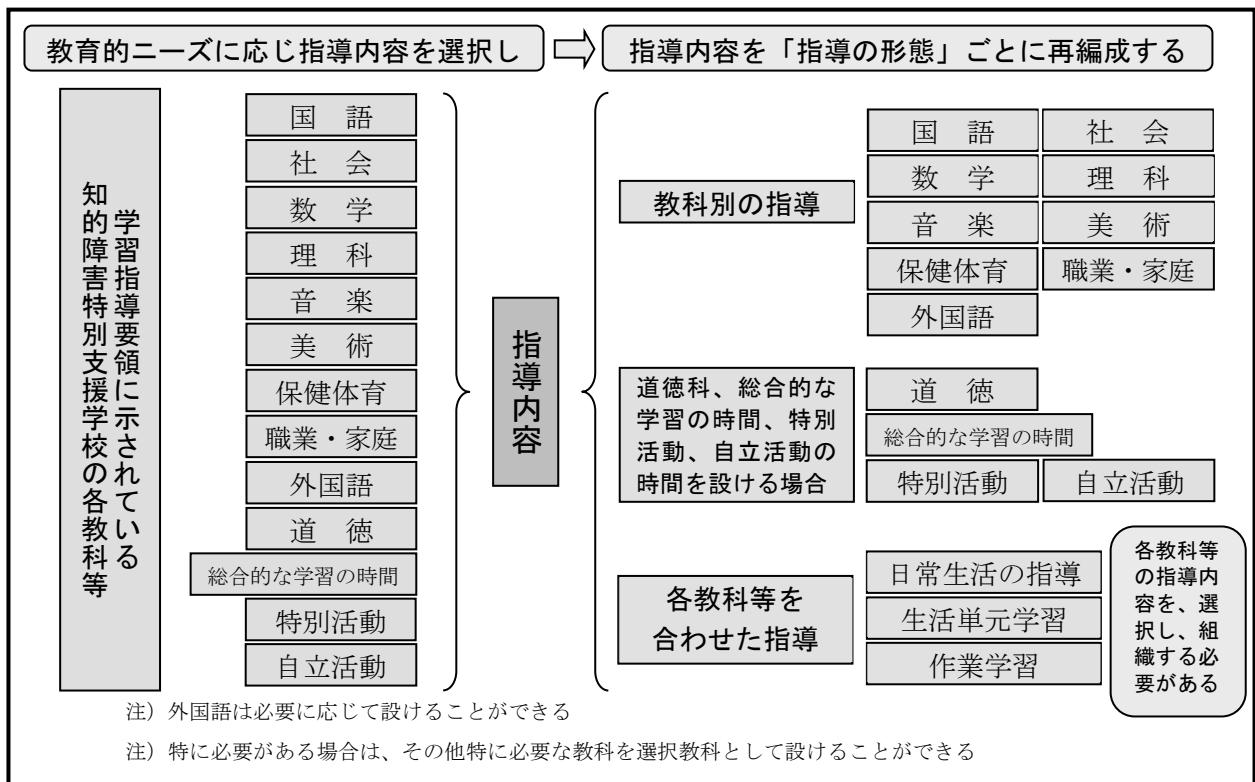 教育的ニーズに応じ指導内容を選択し
指導内容を「指導の形態」ごとに再編成する
学習指導要領に示されている
知的障害特別支援学校の各教科等
国　語
社　会
数　学
理　科
音　楽
美　術
保健体育
職業・家庭
外国語
道　徳
総合的な学習の時間
特別活動
自立活動
指導内容
教科別の指導
国　語
社　会
数　学
理　科
音　楽
美　術
保健体育
職業・家庭
外国語
道徳科、総合的な
学習の時間、特別
活動、自立活動の
時間を設ける場合
道　徳
総合的な学習の時間
特別活動
自立活動
各教科等を
合わせた指導
日常生活の指導
生活単元学習
作業学習
各教科等
の指導内
容を、選
択し、組
織する必
要がある
注）外国語は必要に応じて設けることができる
注）特に必要がある場合は、その他特に必要な教科を選択教科として設けることができる